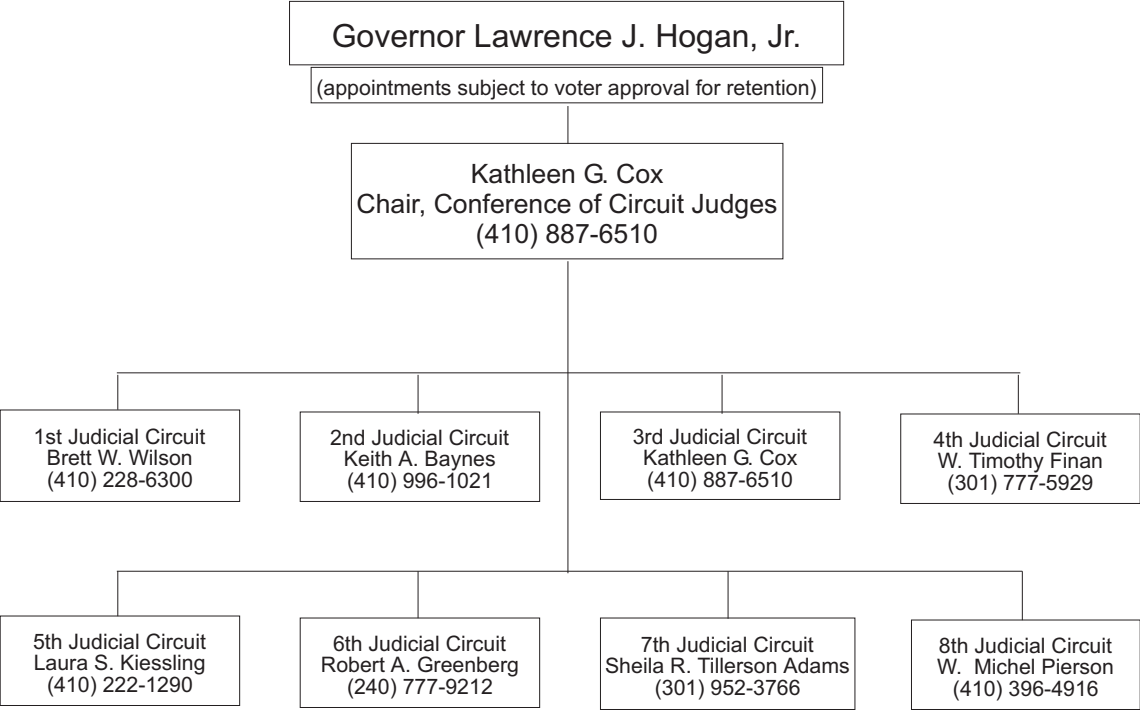 Governor Lawrence J. Hogan, Jr.
(appointments subject to voter approval for retention)
Kathleen G. Cox
Chair, Conference of Circuit Judges
(410) 887-6510
1st Judicial Circuit
Brett W. Wilson
(410) 228-6300
2nd Judicial Circuit
Keith A. Baynes
(410) 996-1021
3rd Judicial Circuit
Kathleen G. Cox
(410) 887-6510
4th Judicial Circuit
W. Timothy Finan
(301) 777-5929
5th Judicial Circuit
Laura S. Kiessling
(410) 222-1290
6th Judicial Circuit
Robert A. Greenberg
(240) 777-9212
7th Judicial Circuit
Sheila R. Tillerson Adams
(301) 952-3766
8th Judicial Circuit
W. Michel Pierson
(410) 396-4916